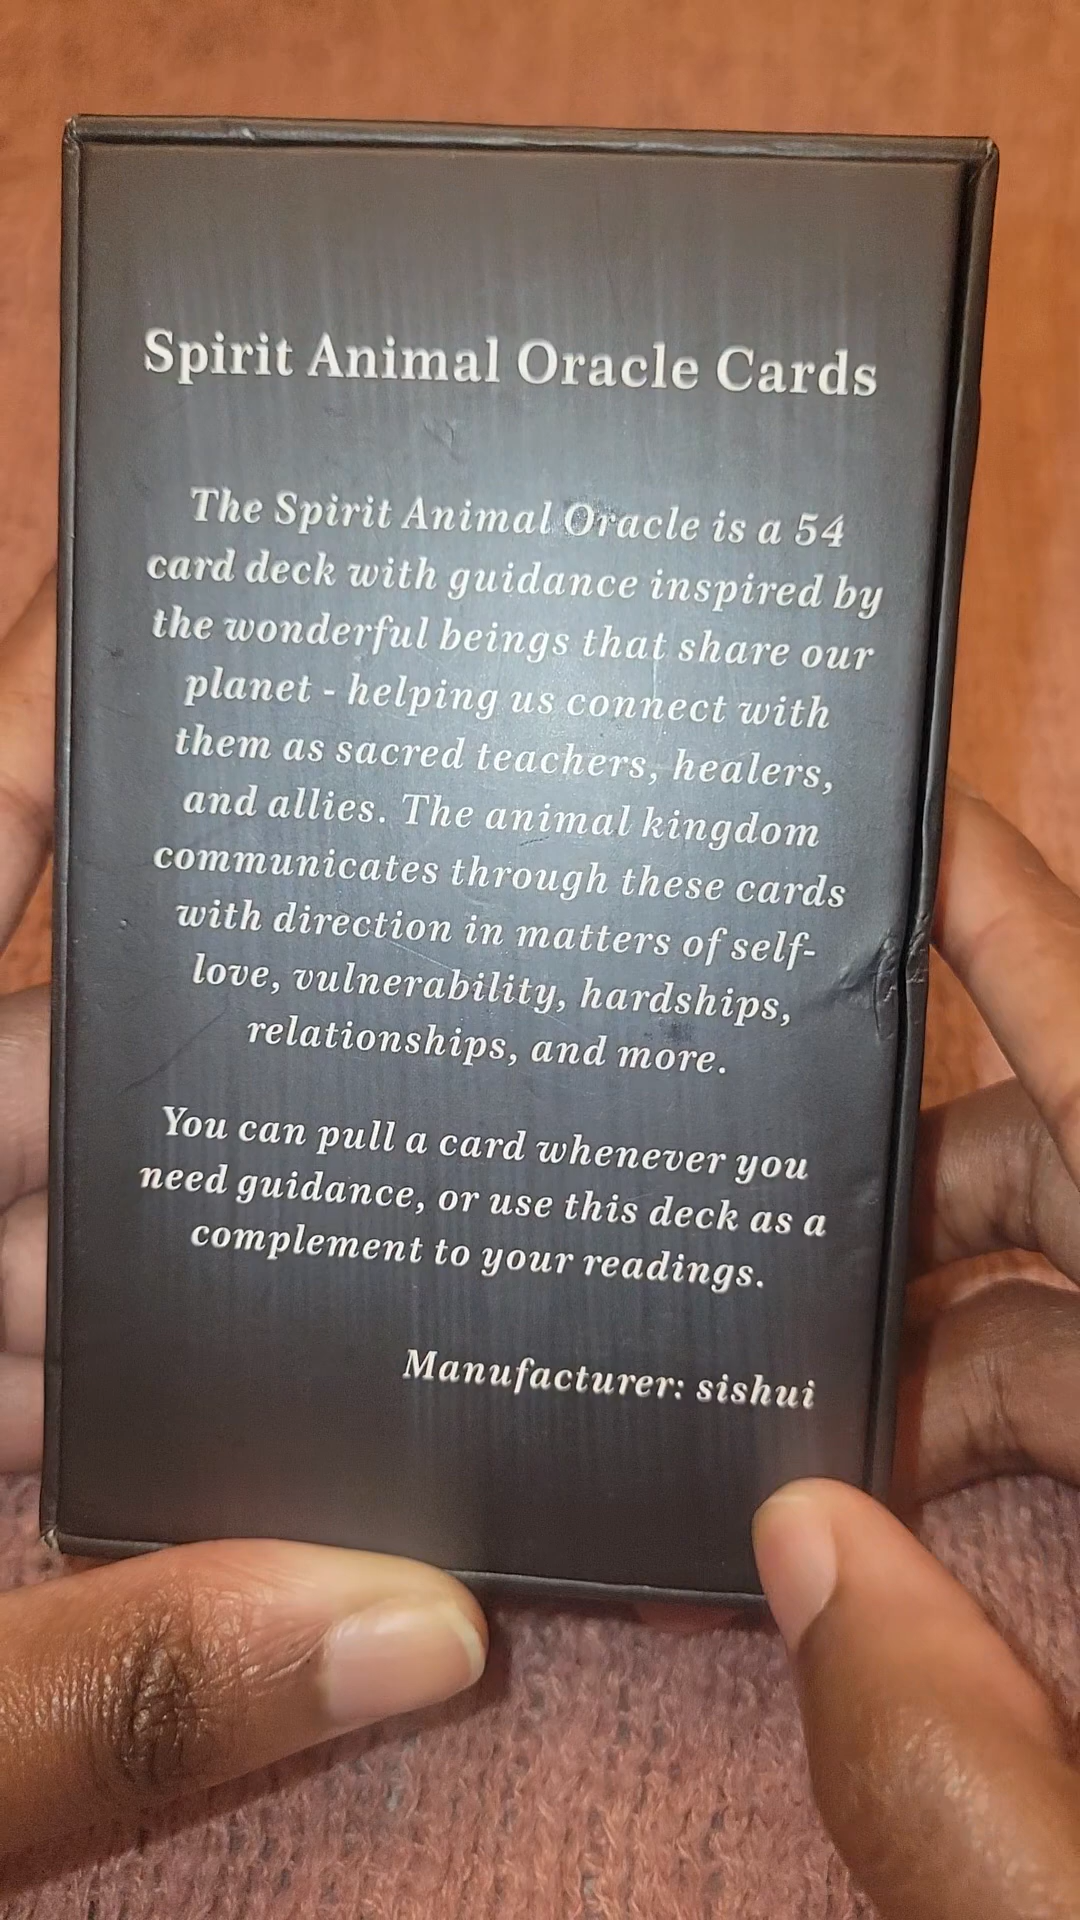 Spirit Animal Oracle Cards
The Spirit Animal Oracle is a 54
card deck with guidance inspired by
the wonderful beings that share our
planet - helping us connect with
them as sacred teachers, healers,
and allies. The animal kingdom
communicates through these cards
with direction in matters of self-
love, vulnerability, hardships,
relationships, and more.
You can pull a card whenever you
need guidance, or use this deck as a
complement to your readings.
Manufacturer: sishui